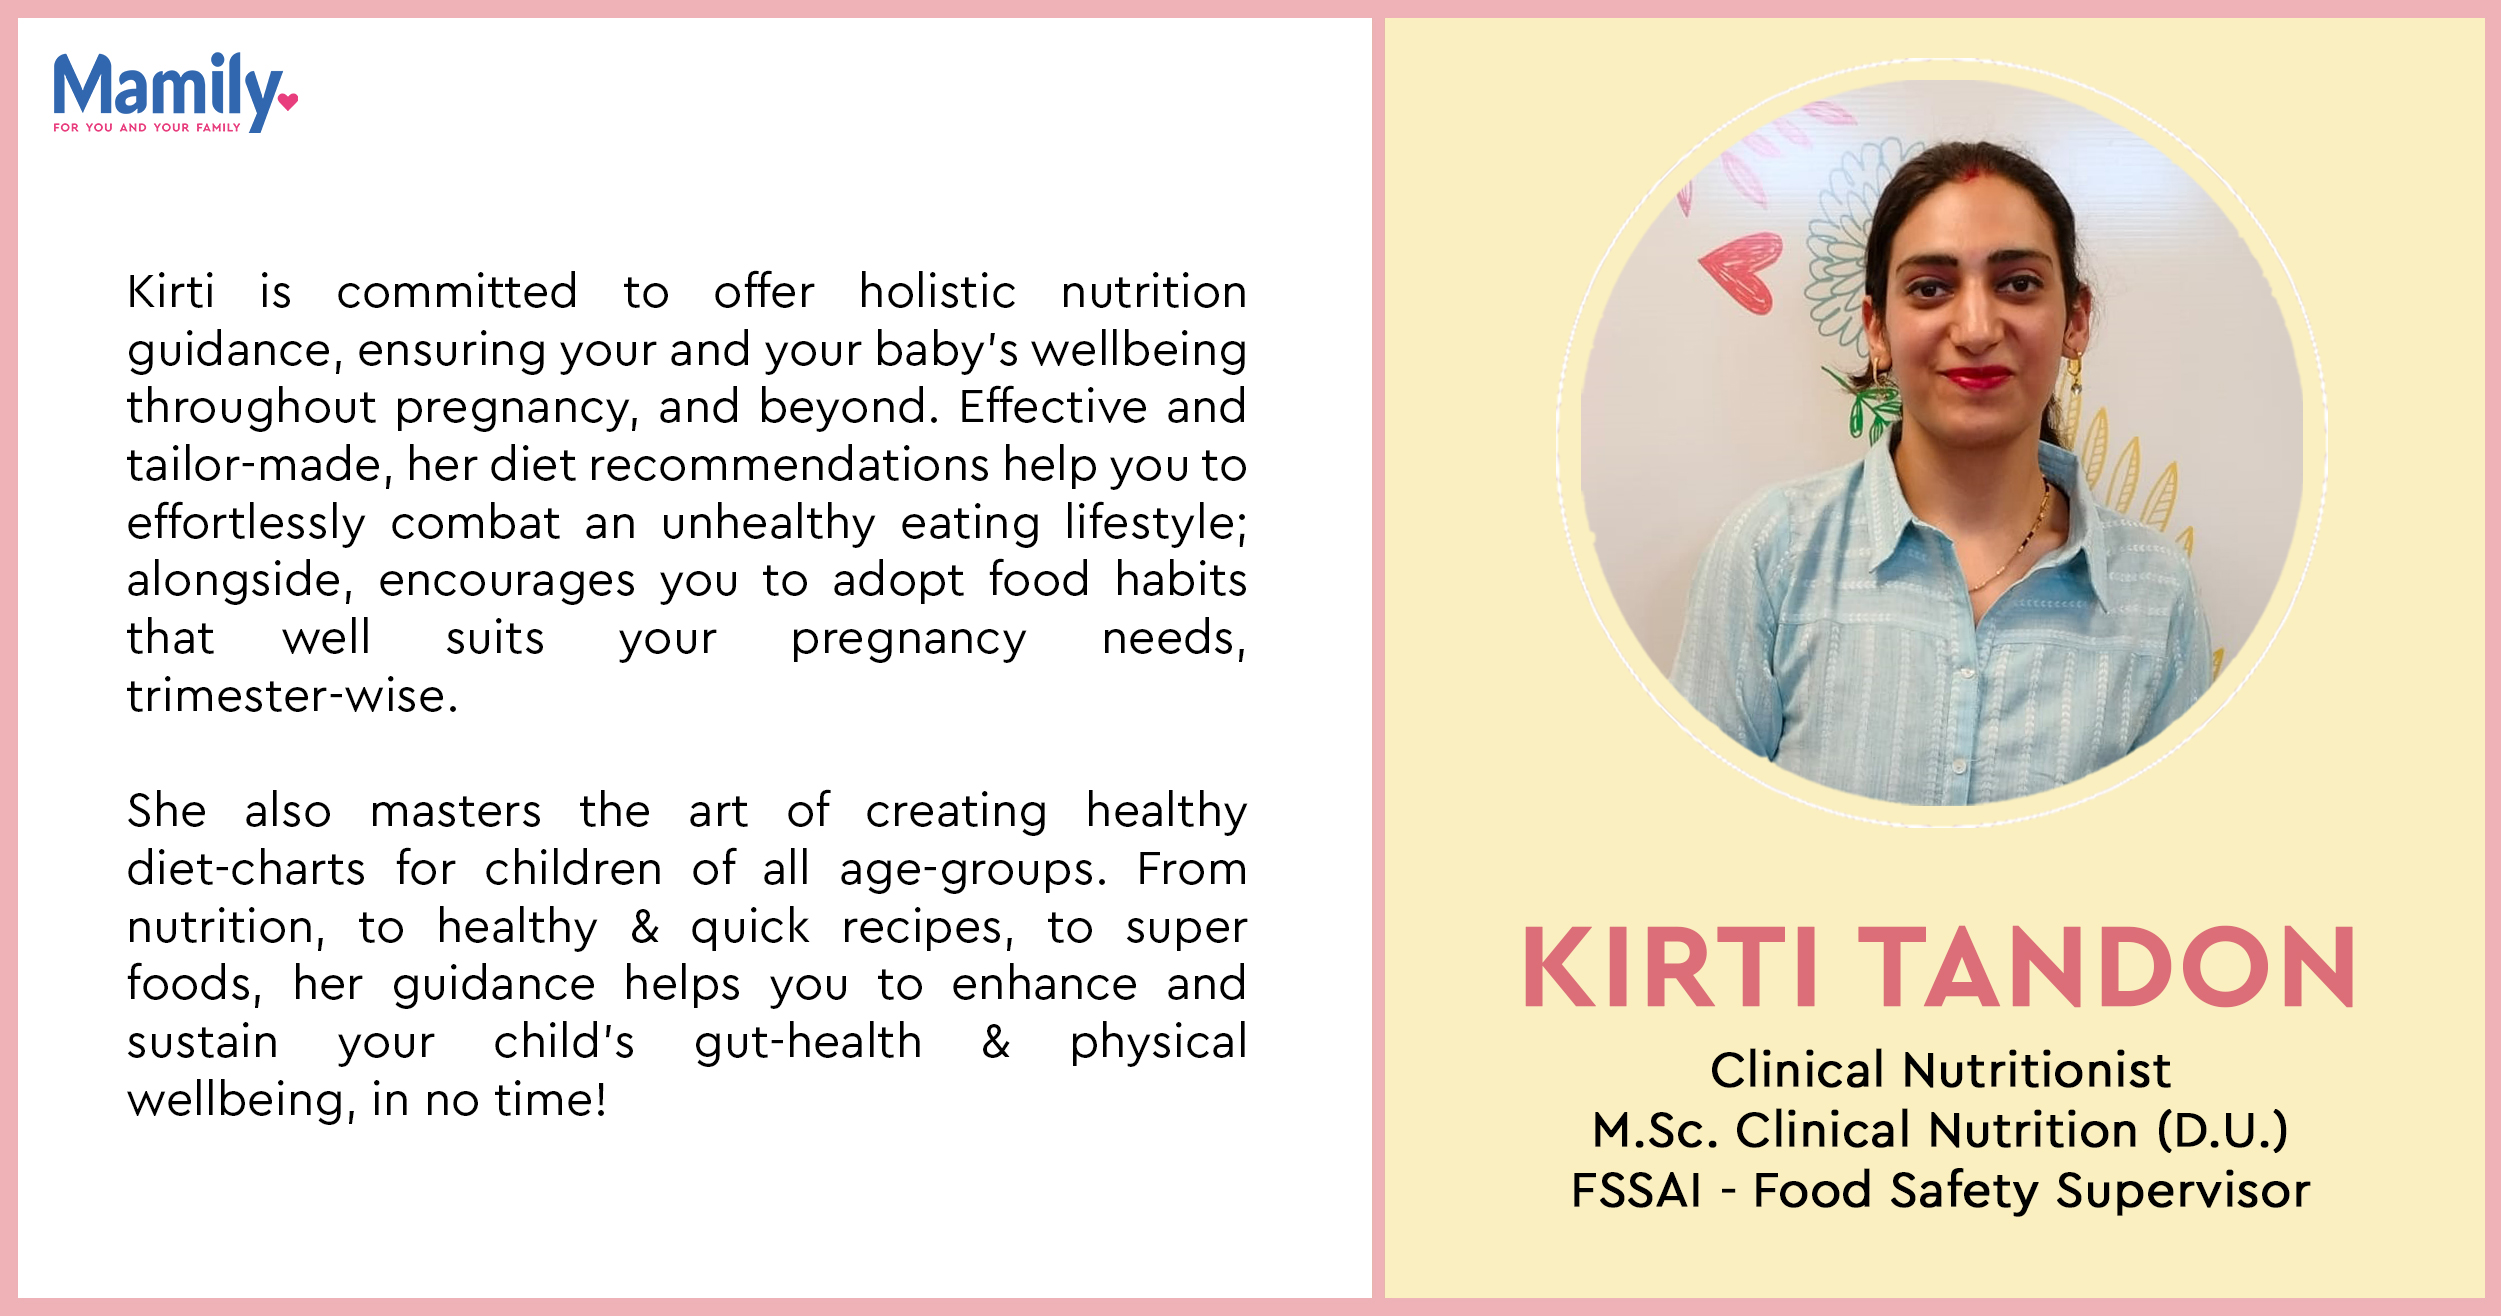 Mamily
FOR YOU AND YOUR FAMILY
Kirti is committed to offer holistic nutrition
guidance, ensuring your and your baby's wellbeing
throughout pregnancy, and beyond. Effective and
tailor-made, her diet recommendations help you to
effortlessly combat an unhealthy eating lifestyle;
alongside, encourages you to adopt food habits
that well suits your pregnancy needs,
trimester-wise.
She also masters the art of creating healthy
diet-charts for children of all age-groups. From
nutrition, to healthy & quick recipes, to super
foods, her guidance helps you to enhance and
sustain your child's gut-health & physical
wellbeing, in no time!
KIRTI TANDON
Clinical Nutritionist
M.Sc. Clinical Nutrition (D.U.)
FSSAI - Food Safety Supervisor